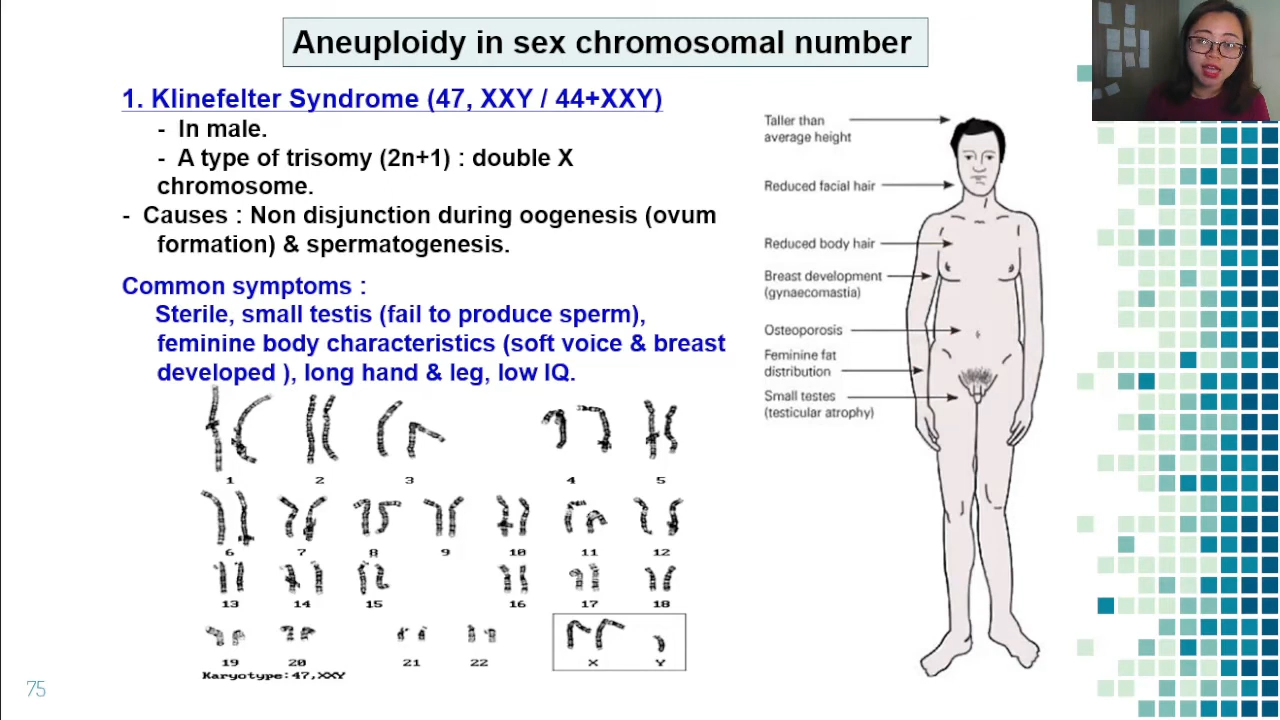 Aneuploidy in sex chromosomal number
1. Klinefelter Syndrome (47, XXY / 44+XXY)
- In male.
- A type of trisomy (2n+1) : double X
chromosome.
- Causes : Non disjunction during oogenesis (ovum
formation) & spermatogenesis.
Common symptoms :
Sterile, small testis (fail to produce sperm),
feminine body characteristics (soft voice & breast
developed ), long hand & leg, low IQ.
1 2 3 4 5
6 7 8 9 10 11 12
13 14 15 16 17 18
19 20 21 22 X Y
Karyotype:47,XXY
Taller than
average height
Reduced facial hair
Reduced body hair
Breast development
(gynaecomastia)
Osteoporosis
Feminine fat
distribution
Small testes
(testicular atrophy)
75